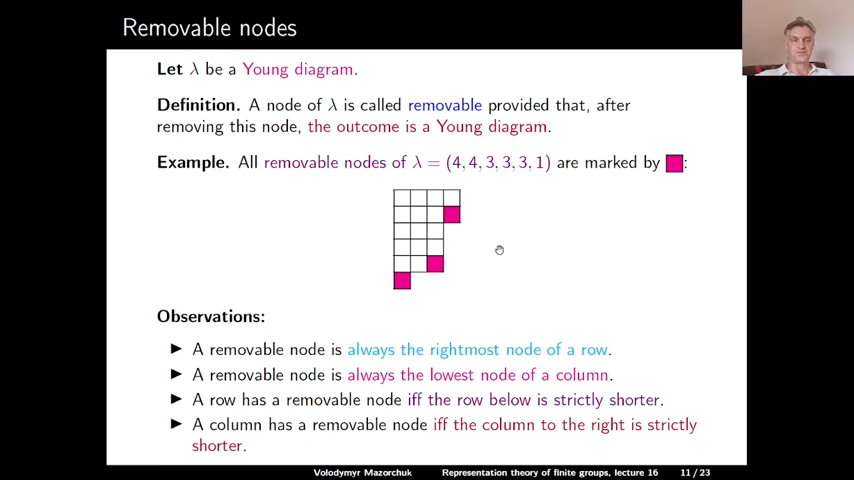 Removable nodes
Let λ be a Young diagram.
Definition. A node of λ is called removable provided that, after
removing this node, the outcome is a Young diagram.
Example. All removable nodes of λ = (4, 4, 3, 3, 3, 1) are marked by :
Observations:
▶ A removable node is always the rightmost node of a row.
▶ A removable node is always the lowest node of a column.
▶ A row has a removable node iff the row below is strictly shorter.
▶ A column has a removable node iff the column to the right is strictly
shorter.
Volodymyr Mazorchuk Representation theory of finite groups, lecture 16 11 / 23